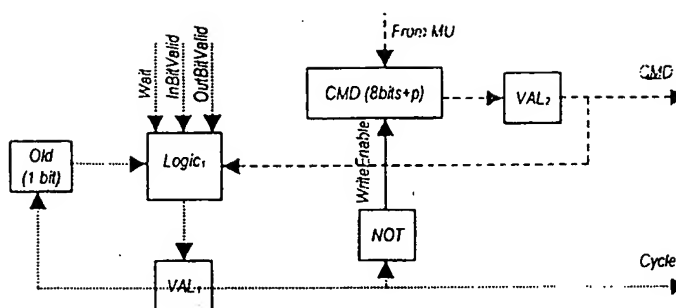 From MU
CMD
Wait
InBitValid
OutBitValid
CMD (8bits+p)
VAL₂
WriteEnable
Old
(1 bit)
Logic₁
NOT
Cycle
VAL₁